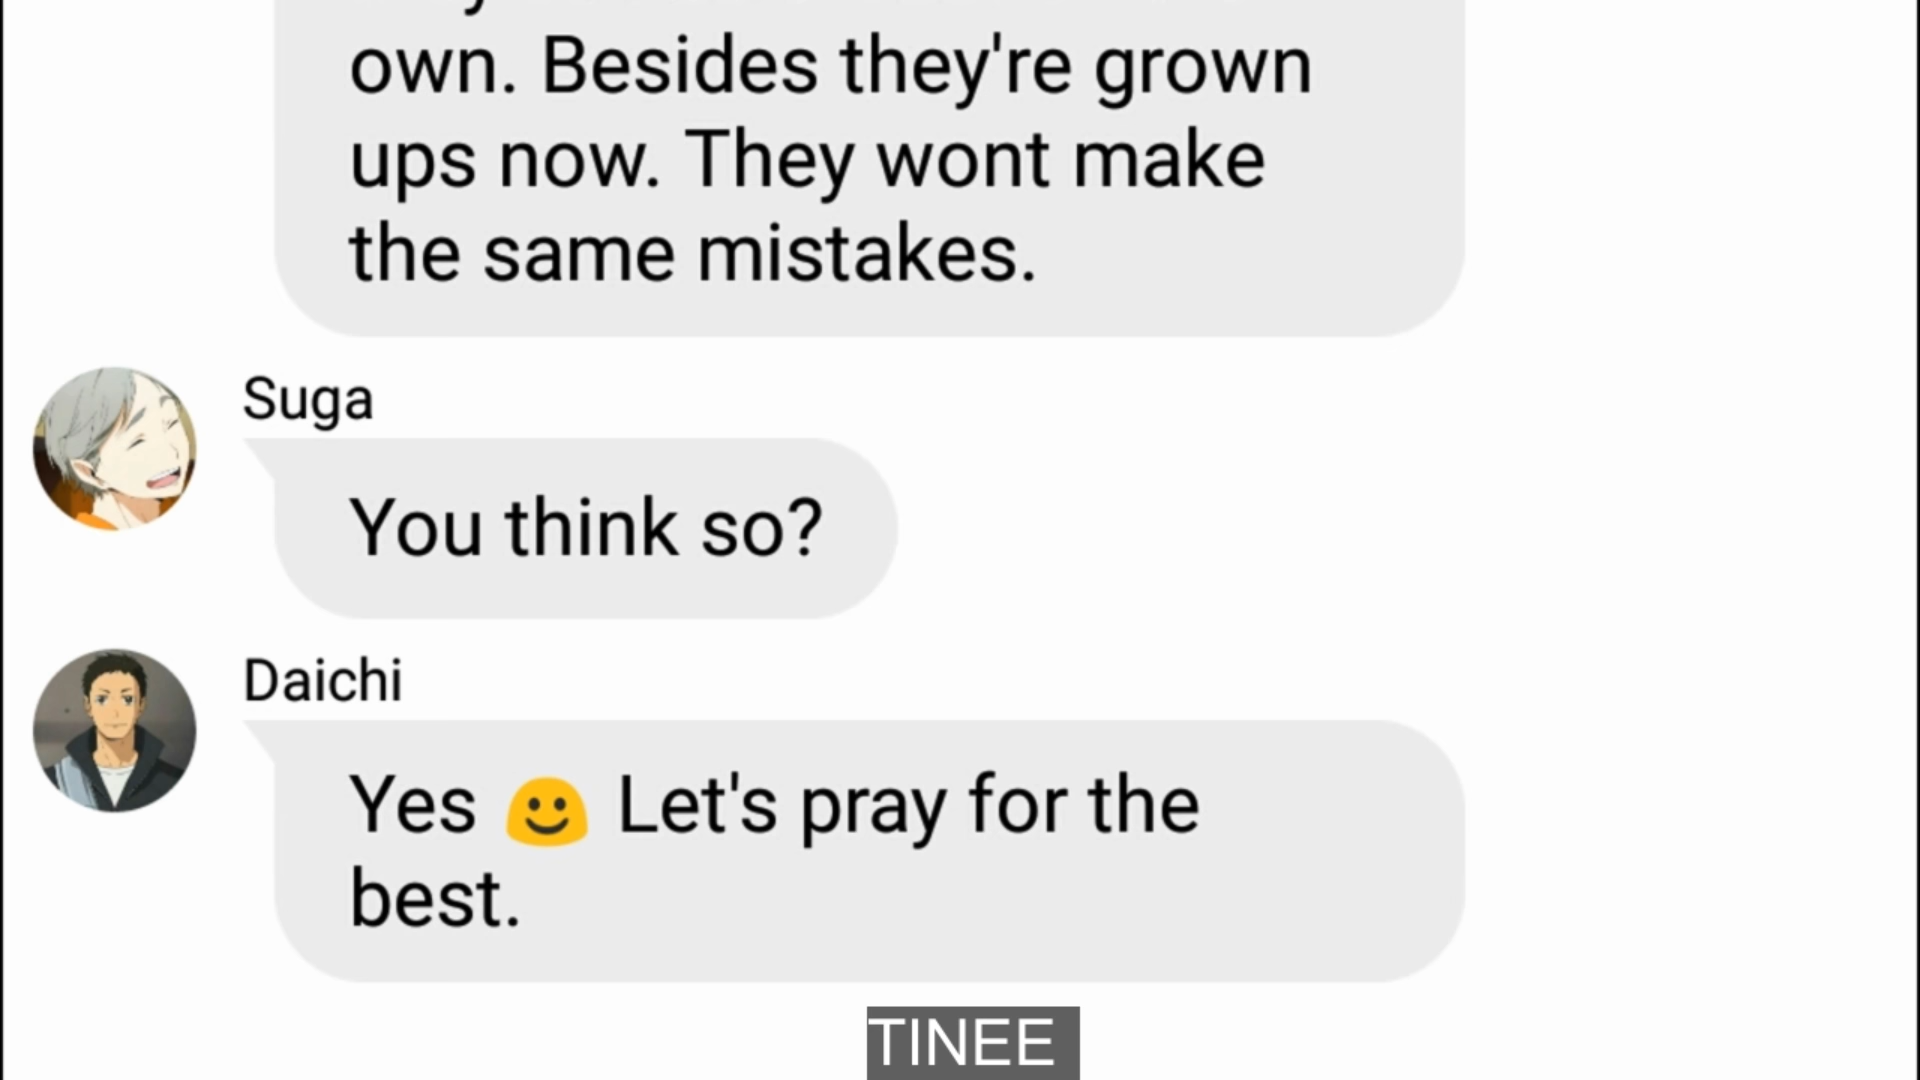 own. Besides they're grown
ups now. They wont make
the same mistakes.
Suga
You think so?
Daichi
Yes 🙂 Let's pray for the
best.
TINEE